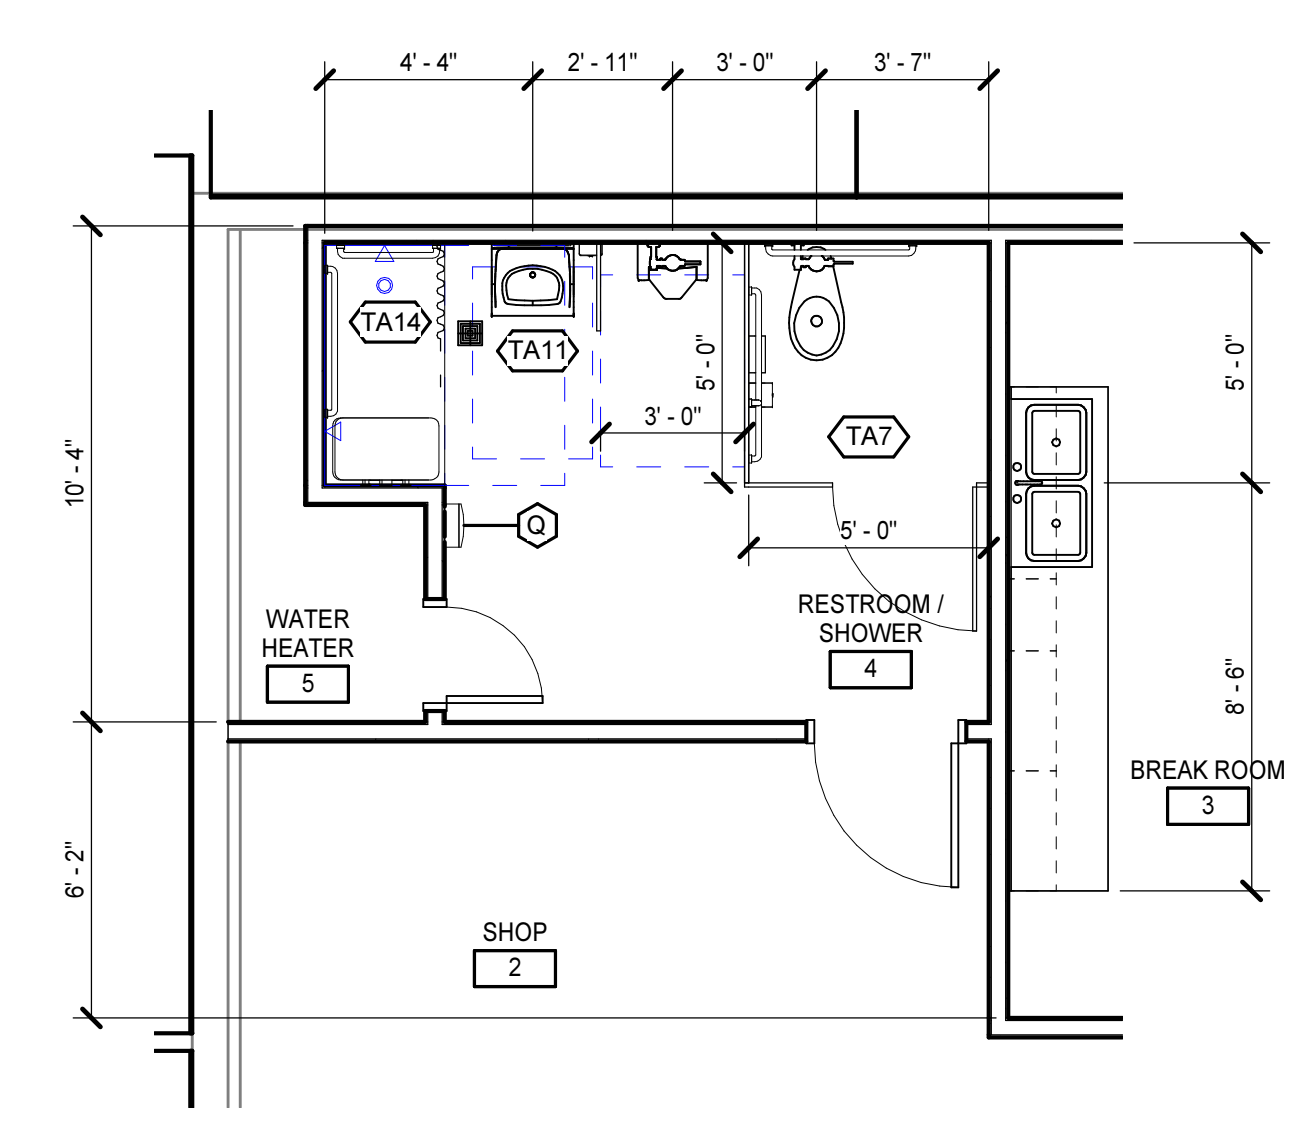 4' - 4"
2' - 11"
3' - 0"
3' - 7"
TA14
TA11
5' - 0"
5' - 0"
3' - 0"
TA7
10' - 4"
Q
5' - 0"
WATER
HEATER
5
RESTROOM /
SHOWER
4
8' - 6"
BREAK ROOM
3
6' - 2"
SHOP
2